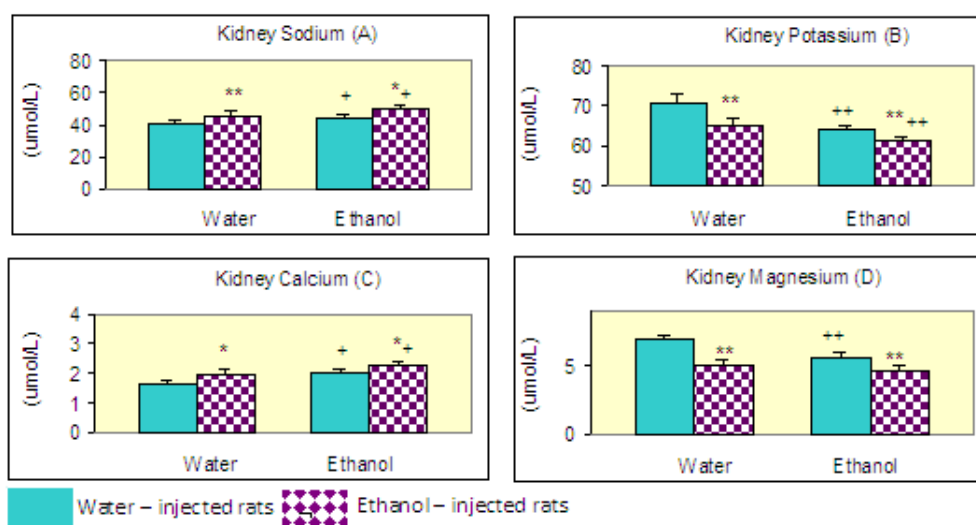 Kidney Sodium (A)
(umol/L)
80
60
40
20
0
**
+
*+
Water
Ethanol
Kidney Potassium (B)
(umol/L)
80
70
60
50
**
++
**++
Water
Ethanol
Kidney Calcium (C)
(umol/L)
4
3
2
1
0
*
+
*+
Water
Ethanol
Kidney Magnesium (D)
(umol/L)
5
0
**
++
**
Water
Ethanol
Water – injected rats
Ethanol – injected rats